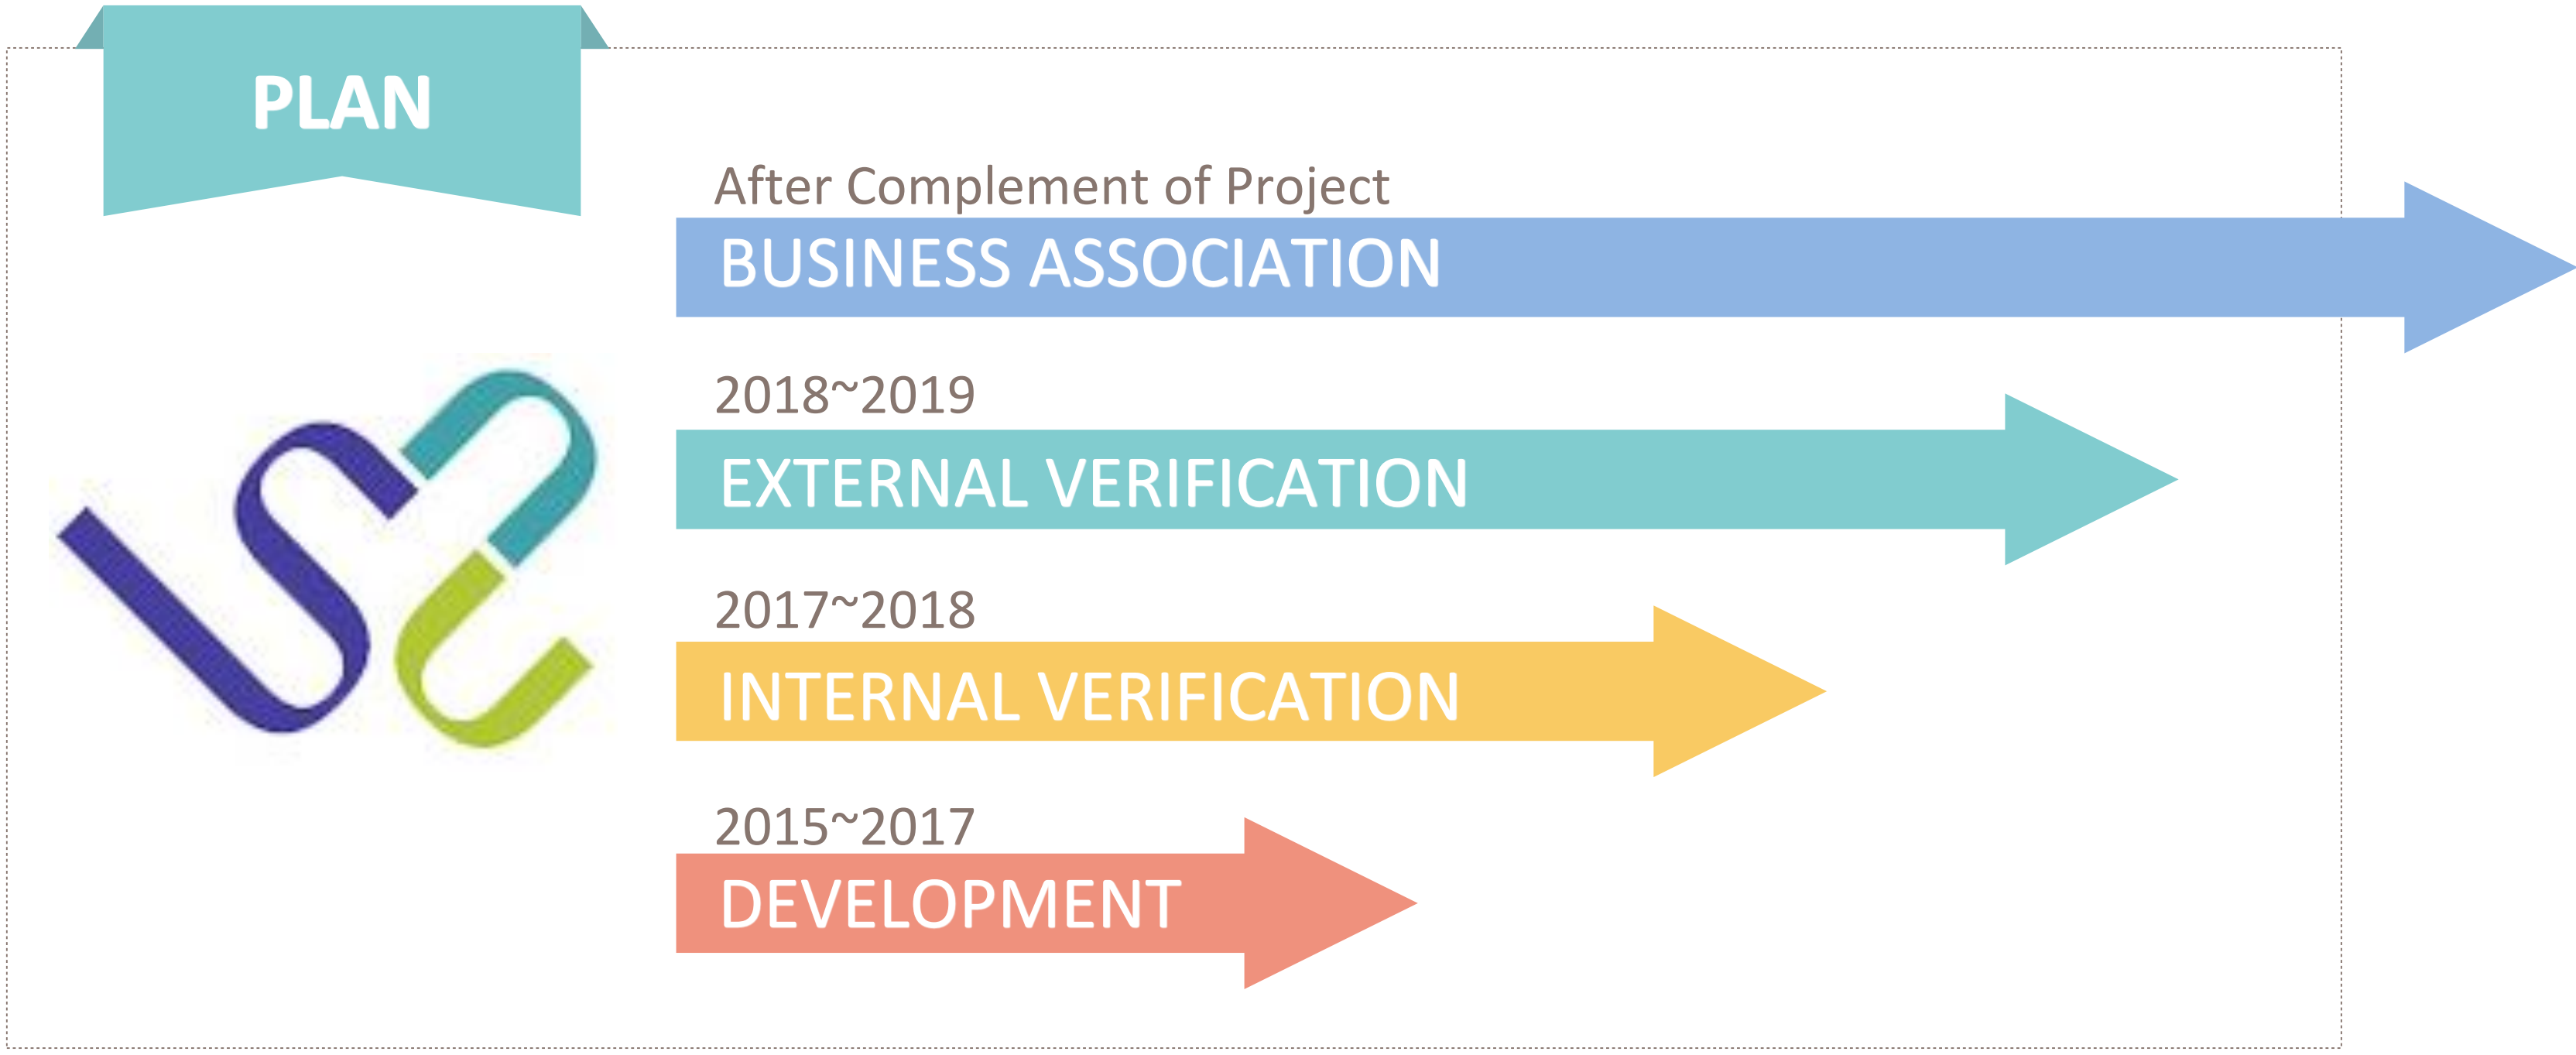 PLAN
After Complement of Project
BUSINESS ASSOCIATION
2018~2019
EXTERNAL VERIFICATION
2017~2018
INTERNAL VERIFICATION
2015~2017
DEVELOPMENT